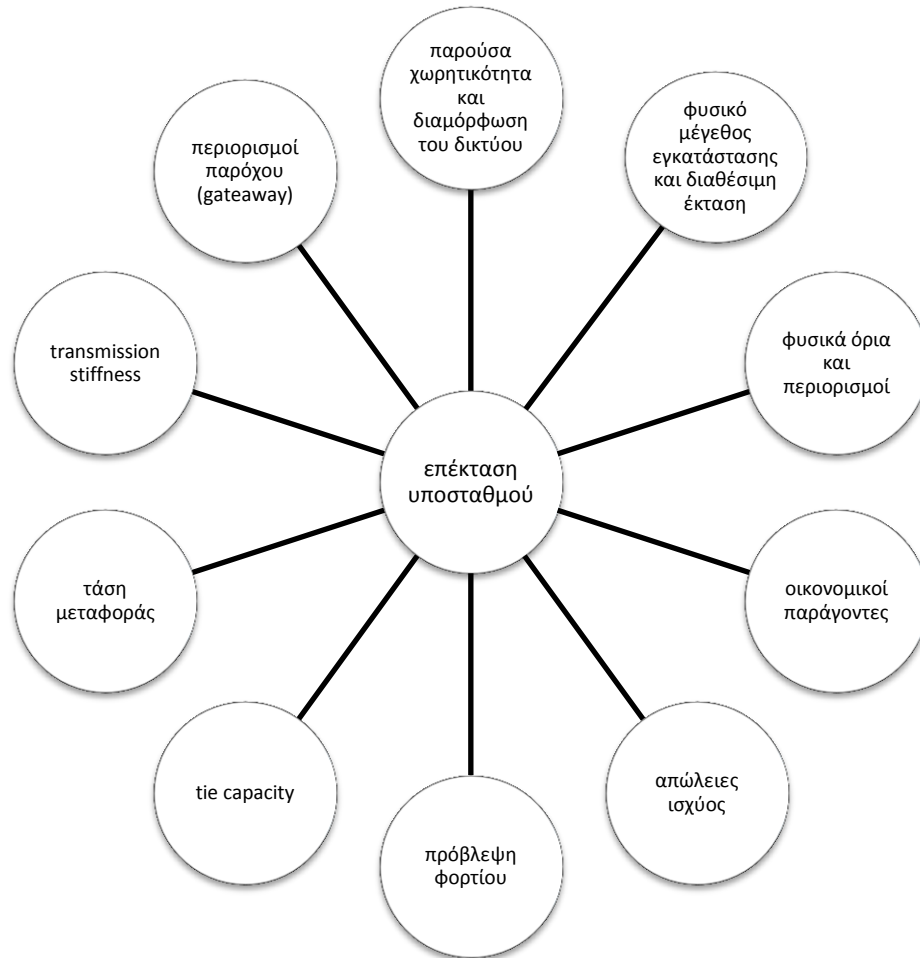 παρούσα
χωρητικότητα
και
διαμόρφωση
του δικτύου
φυσικό
μέγεθος
εγκατάστασης
και διαθέσιμη
έκταση
φυσικά όρια
και
περιορισμοί
οικονομικοί
παράγοντες
απώλειες
ισχύος
πρόβλεψη
φορτίου
tie capacity
τάση
μεταφοράς
transmission
stiffness
περιορισμοί
παρόχου
(gateaway)
επέκταση
υποσταθμού